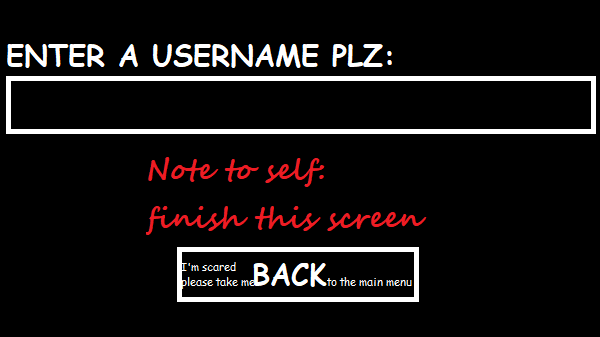 ENTER A USERNAME PLZ:
Note to self:
finish this screen
I'm scared
please take me BACK to the main menu